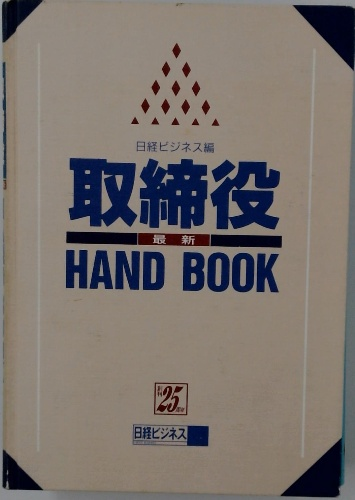 日経ビジネス編
取締役
最新
HAND BOOK
創刊25周年
日経ビジネス